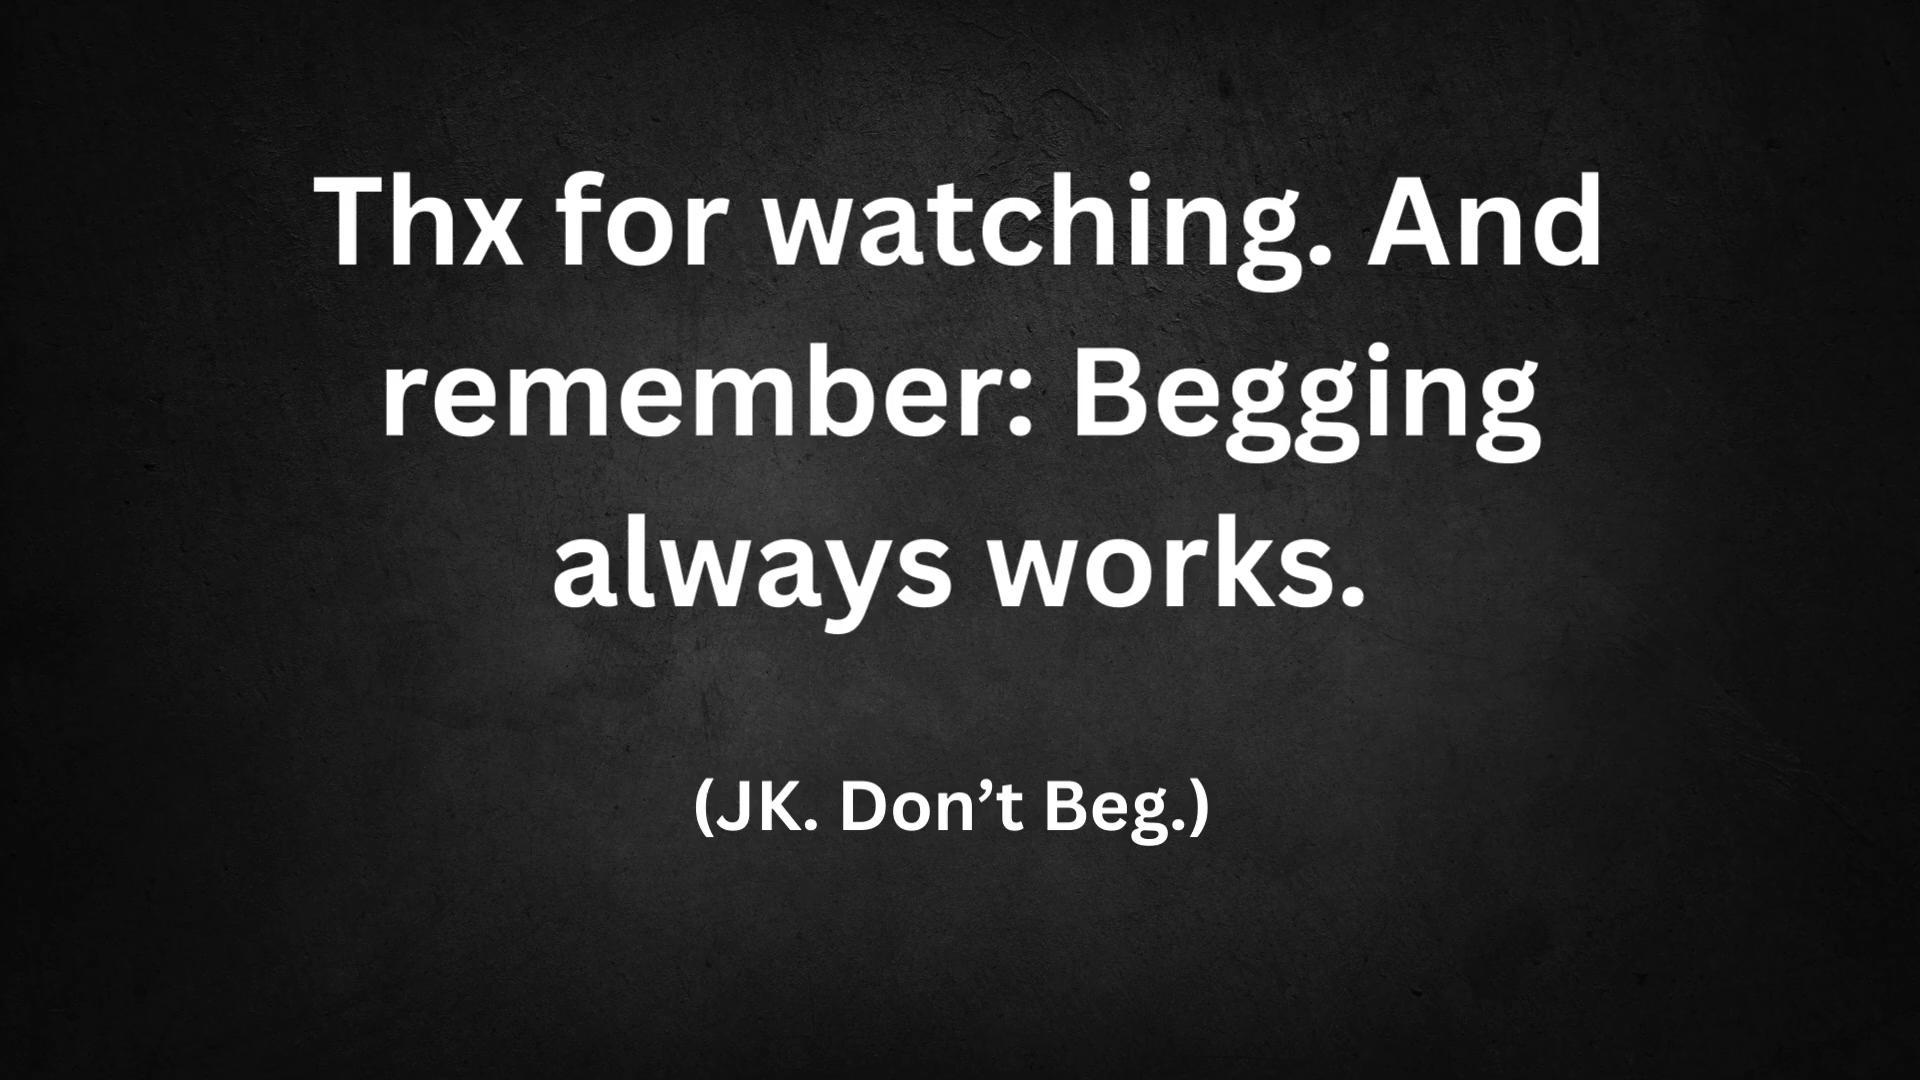 Thx for watching. And
remember: Begging
always works.
(JK. Don’t Beg.)